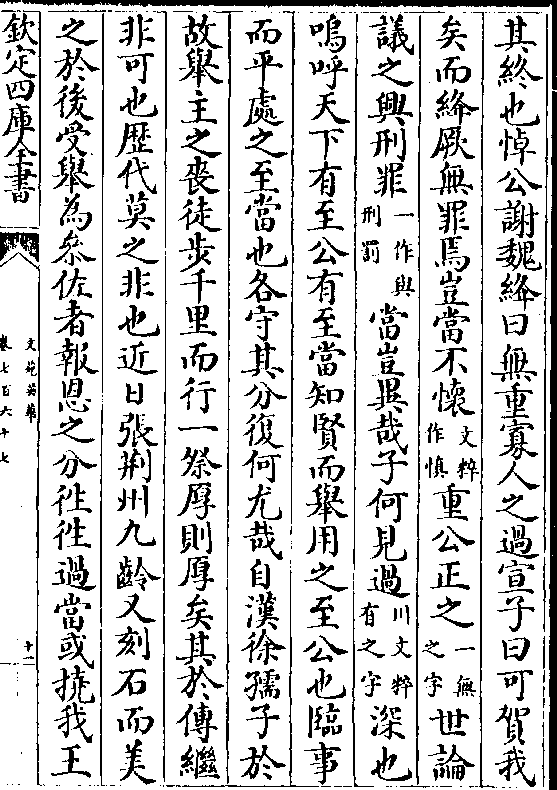 其終也悼公謝魏絳曰無重寡人之過宣子曰可賀我
矣而絳厥無罪焉豈當不懷文粹作慎重公正之一無之字世論
議之興刑罪一作與刑罰當豈異哉子何見過川文粹有之字深也
嗚呼天下有至公有至當知賢而舉用之至公也臨事
而平處之至當也各守其分復何尤哉自漢徐孺子於
故舉主之喪徒步千里而行一祭厚則厚矣其於傳繼
非可也歴代莫之非也近日張荆州九齡又刻石而美
之於後受舉為叅佐者報恩之分徃徃過當或撓我王
欽定四庫全書
文苑英華
卷七百六十七
十一